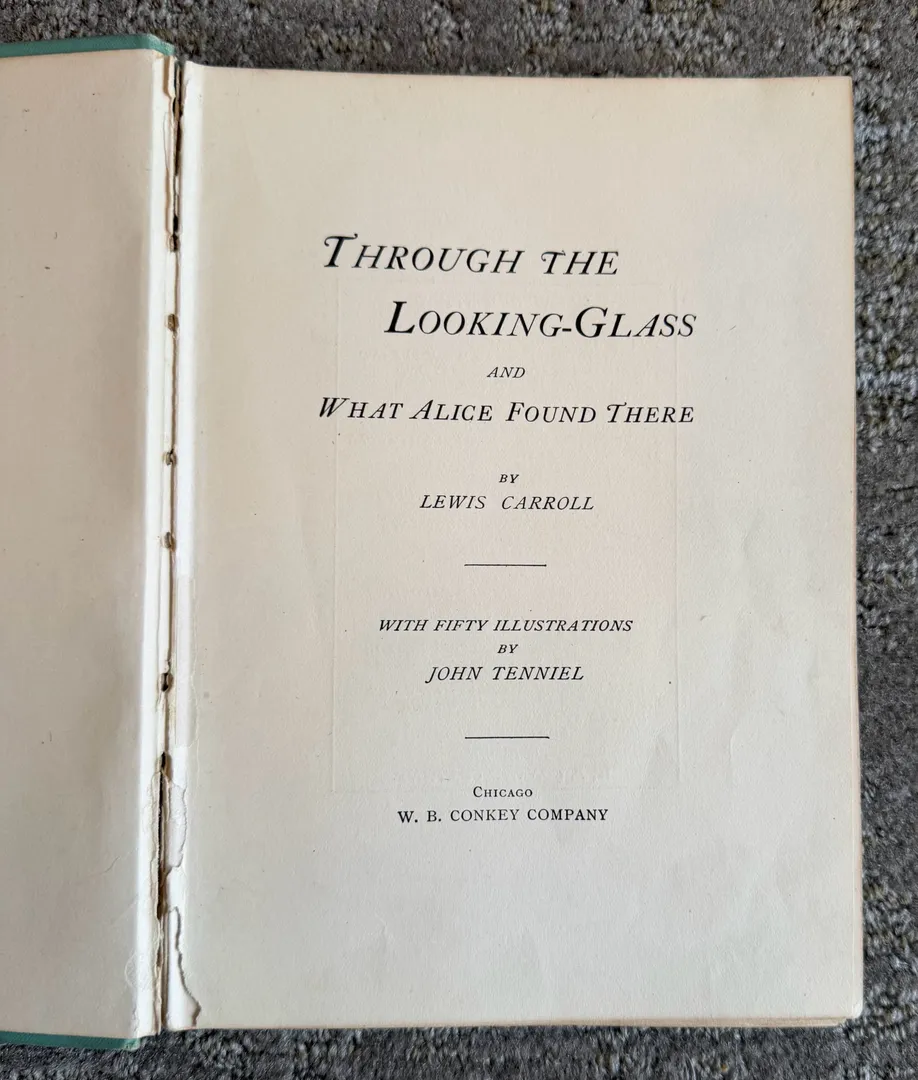 THROUGH THE
LOOKING-GLASS
AND
WHAT ALICE FOUND THERE
BY
LEWIS CARROLL
WITH FIFTY ILLUSTRATIONS
BY
JOHN TENNIEL
CHICAGO
W. B. CONKEY COMPANY